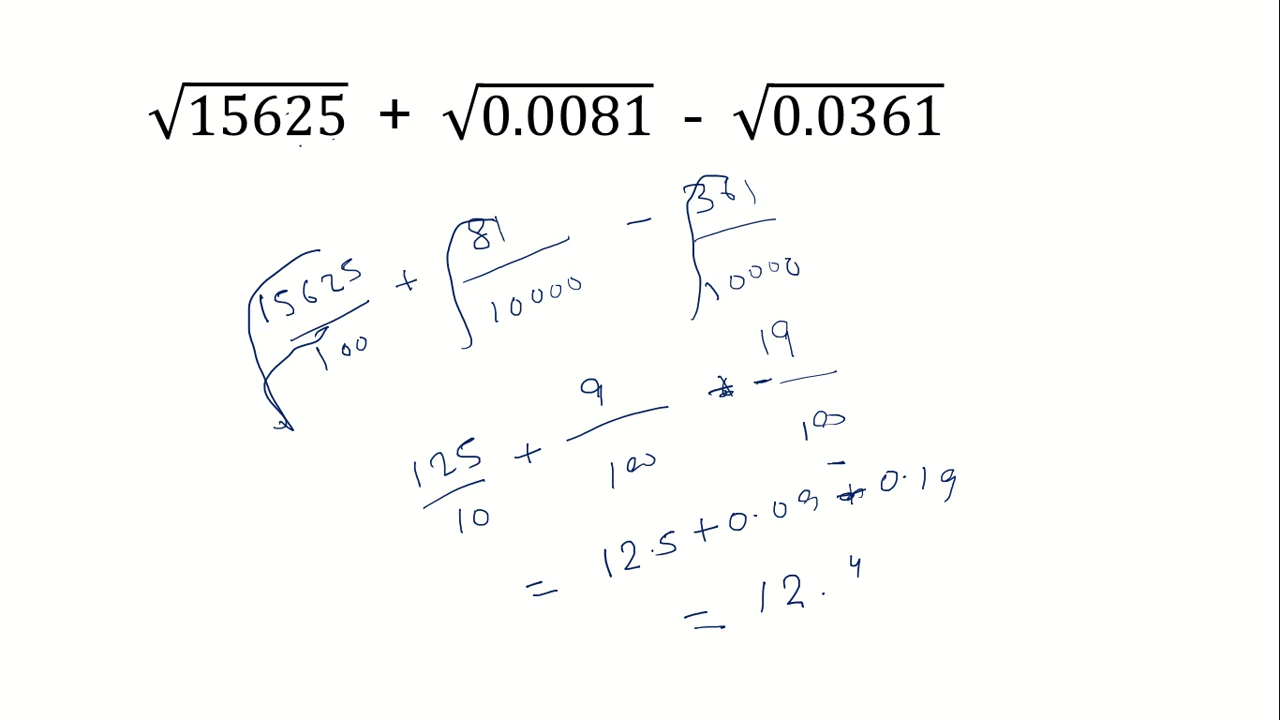 √15625 + √0.0081 - √0.0361
√15625/100 + √81/10000 - √361/10000
125/10 + 9/100 - 19/100
= 12.5 + 0.09 - 0.19
= 12.4